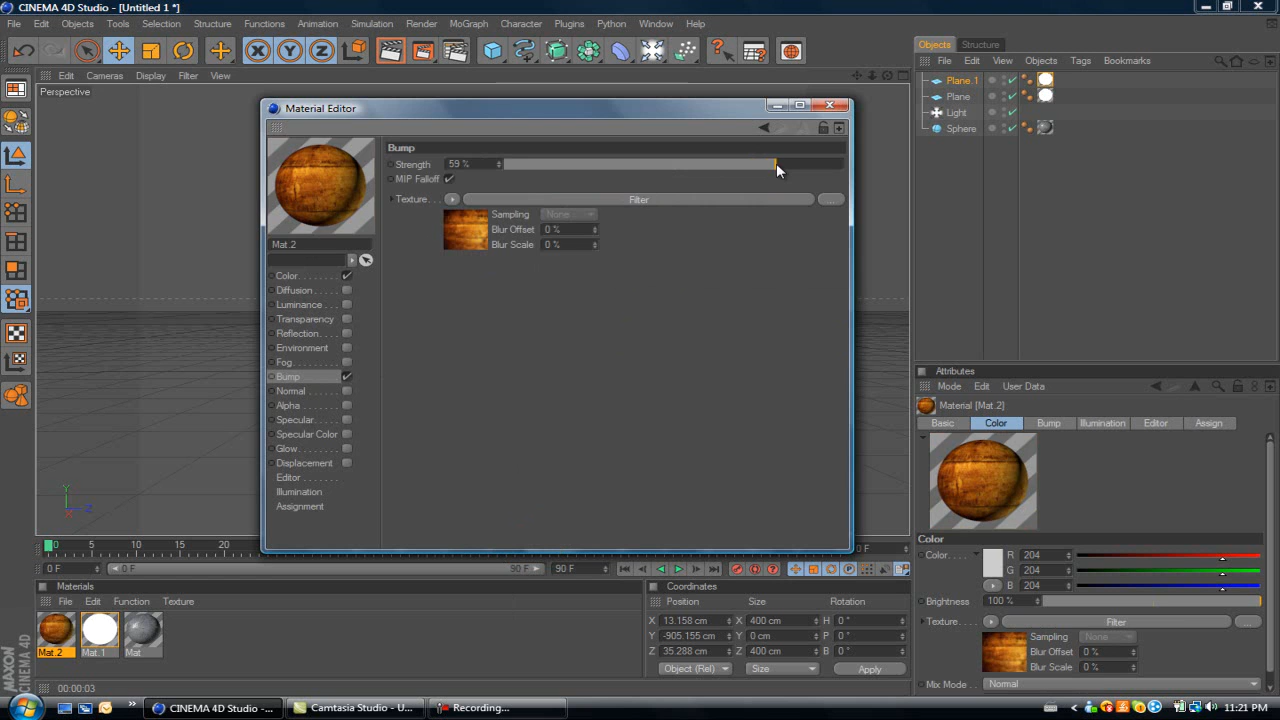 CINEMA 4D Studio - [Untitled 1 *]
File Edit Objects Tools Selection Structure Functions Animation Simulation Render MoGraph Character Plugins Python Window Help
Edit Cameras Display Filter View
Perspective
Objects Structure
File Edit View Objects Tags Bookmarks
Plane.1
Plane
Light
Sphere
Material Editor
Mat.2
Color
Diffusion
Luminance
Transparency
Reflection
Environment
Fog
Bump
Normal
Alpha
Specular
Specular Color
Glow
Displacement
Editor
Illumination
Assignment
Bump
Strength 59 %
MIP Falloff
Texture Filter ...
Sampling None
Blur Offset 0 %
Blur Scale 0 %
Attributes
Mode Edit User Data
Material [Mat.2]
Basic Color Bump Illumination Editor Assign
Color
Color R 204
G 204
B 204
Brightness 100 %
Texture Filter ...
Sampling None
Blur Offset 0 %
Blur Scale 0 %
Mix Mode Normal
Y
Z
X
0 5 10 15 20
0 F
0 F 0 F 90 F 90 F
Materials
File Edit Function Texture
Mat.2 Mat.1 Mat
Coordinates
Position Size Rotation
X 13.158 cm X 400 cm H 0 °
Y -905.155 cm Y 0 cm P 0 °
Z 35.288 cm Z 400 cm B 0 °
Object (Rel) Size Apply
MAXON
CINEMA 4D
00:00:03
CINEMA 4D Studio -... Camtasia Studio - U... Recording... 11:21 PM